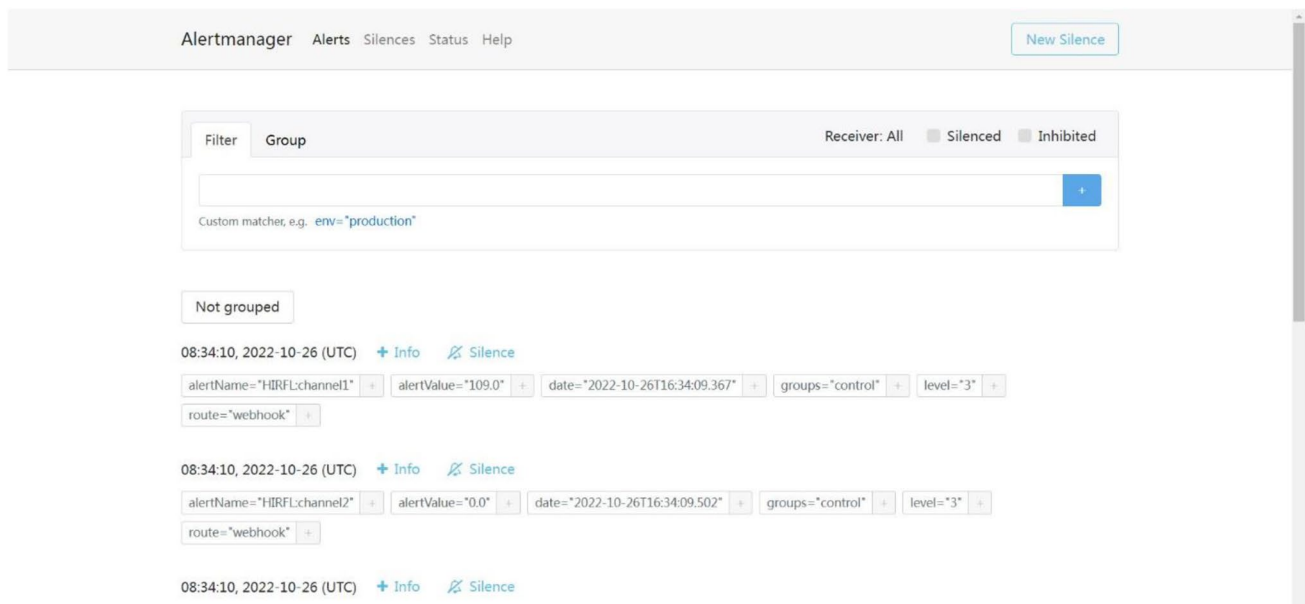 Alertmanager Alerts Silences Status Help New Silence
Filter Group Receiver: All Silenced Inhibited
+
Custom matcher, e.g. env="production"
Not grouped
08:34:10, 2022-10-26 (UTC) + Info Silence
alertName="HIRFL:channel1" + alertValue="109.0" + date="2022-10-26T16:34:09.367" + groups="control" + level="3" +
route="webhook" +
08:34:10, 2022-10-26 (UTC) + Info Silence
alertName="HIRFL:channel2" + alertValue="0.0" + date="2022-10-26T16:34:09.502" + groups="control" + level="3" +
route="webhook" +
08:34:10, 2022-10-26 (UTC) + Info Silence